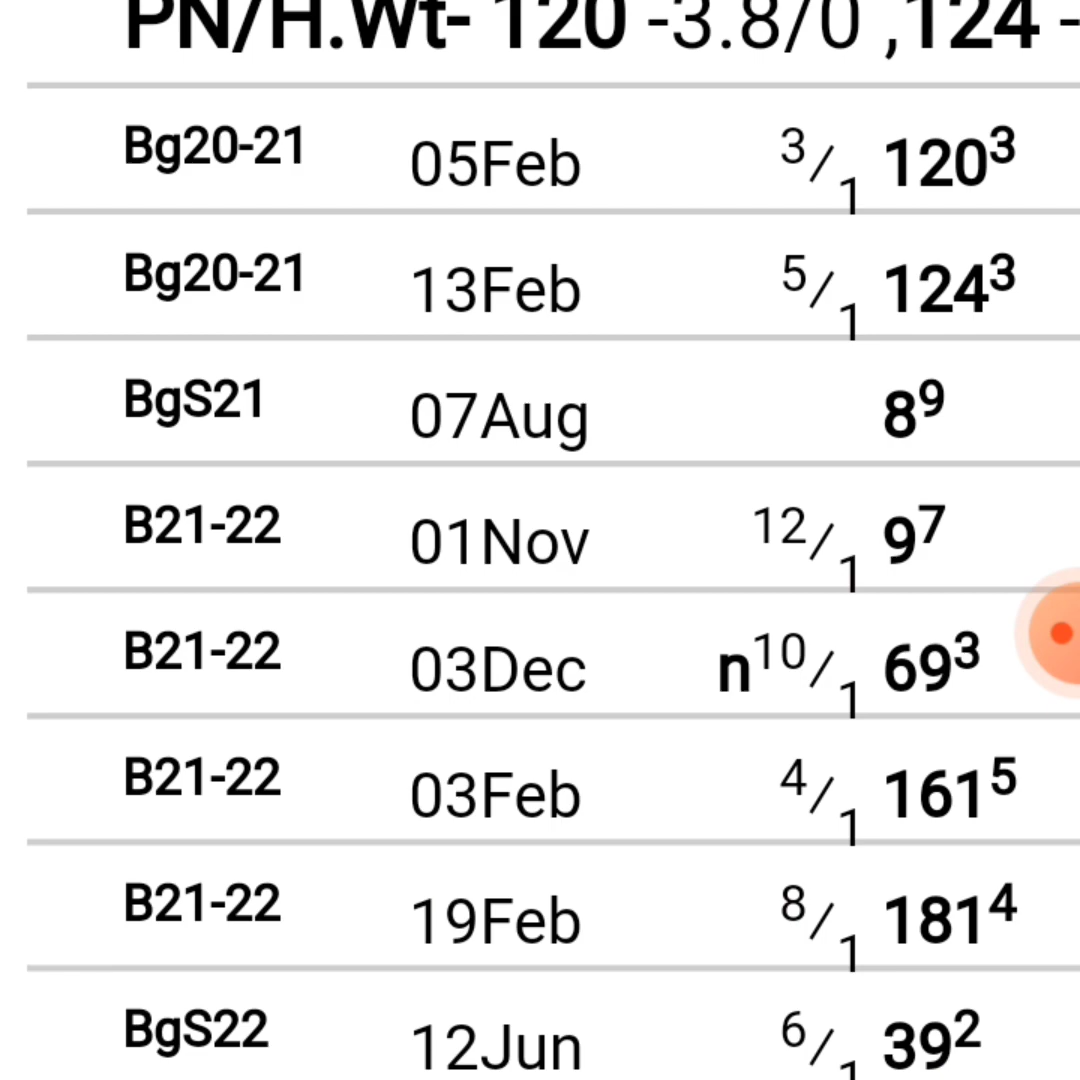 PN/H.Wt- 120 -3.8/0 ,124 -
Bg20-21 05Feb ³/₁ 120³
Bg20-21 13Feb ⁵/₁ 124³
BgS21 07Aug 8⁹
B21-22 01Nov ¹²/₁ 9⁷
B21-22 03Dec n¹⁰/₁ 69³
B21-22 03Feb ⁴/₁ 161⁵
B21-22 19Feb ⁸/₁ 181⁴
BgS22 12Jun ⁶/₁ 39²